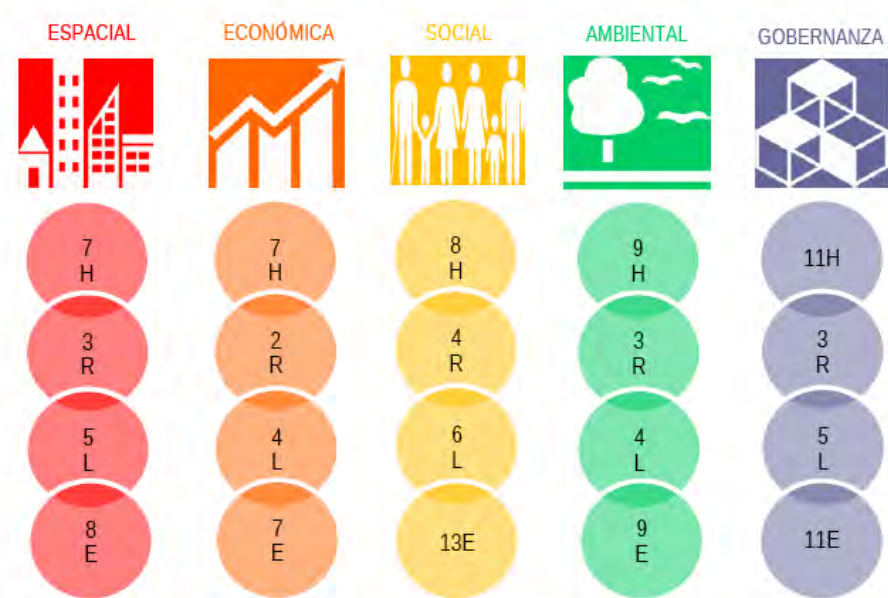 ESPACIAL
ECONÓMICA
SOCIAL
AMBIENTAL
GOBERNANZA
7
H
7
H
8
H
9
H
11H
3
R
2
R
4
R
3
R
3
R
5
L
4
L
6
L
4
L
5
L
8
E
7
E
13E
9
E
11E